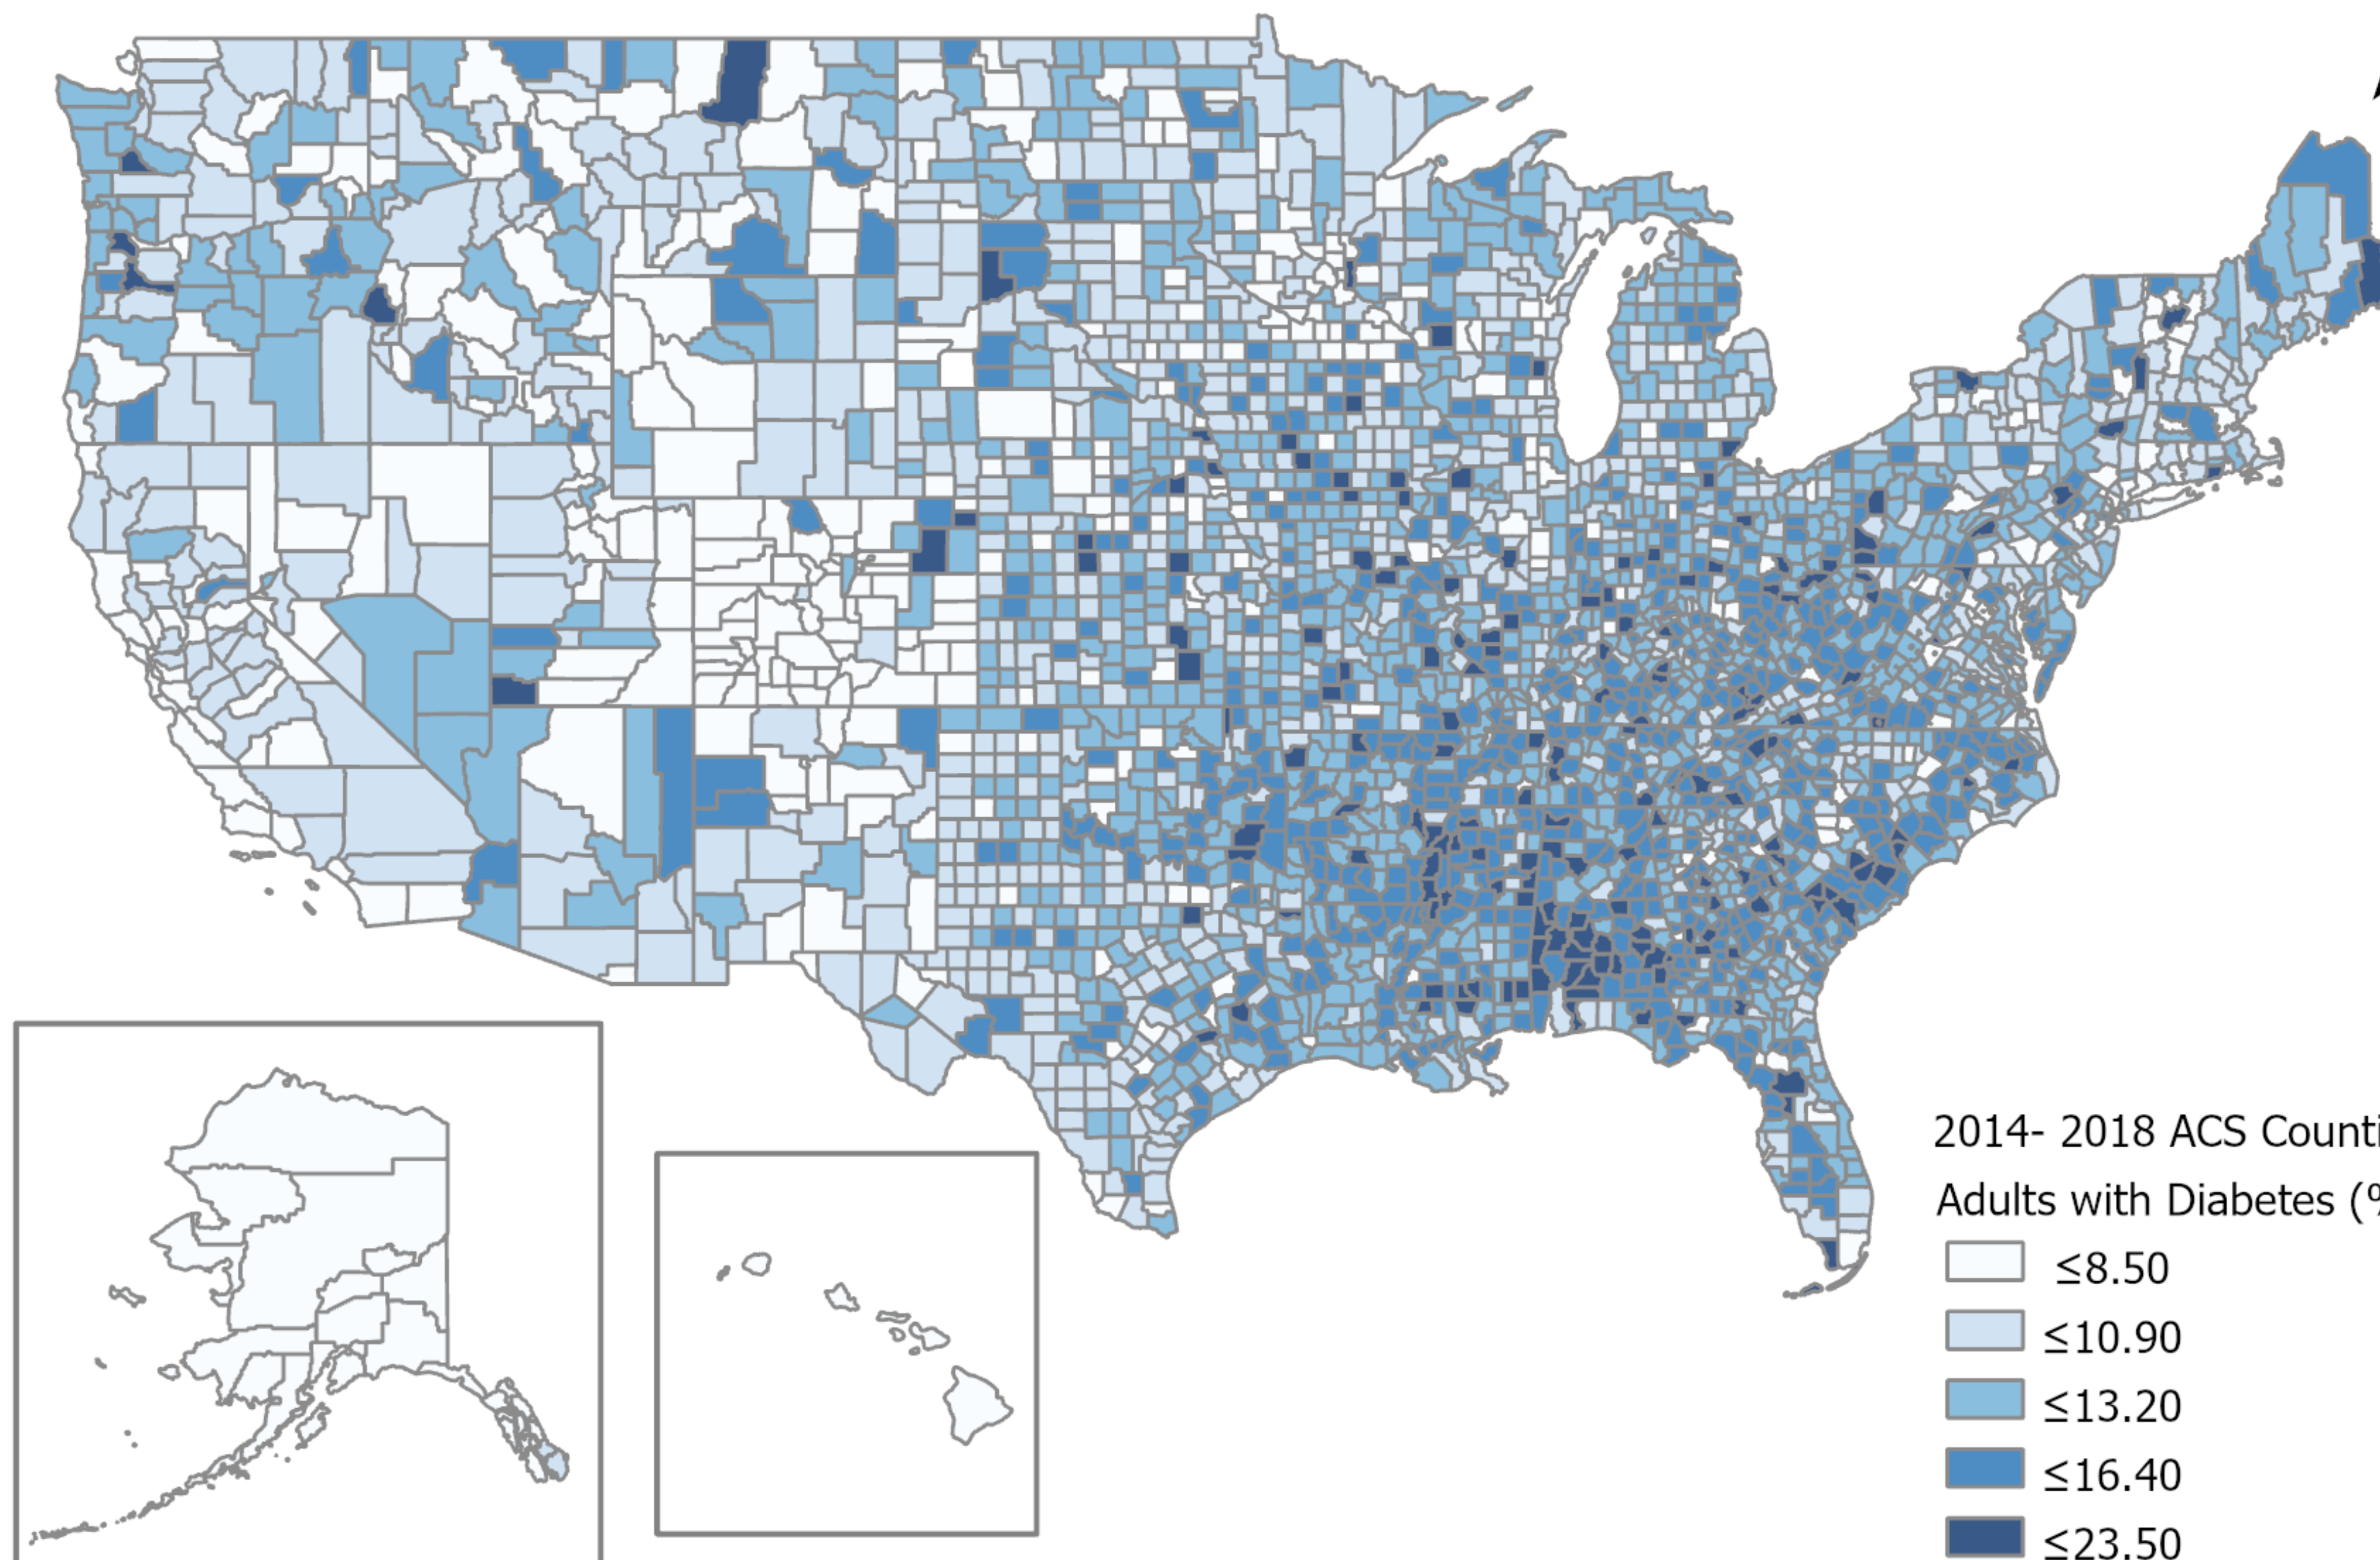 2014- 2018 ACS Counti
Adults with Diabetes (%
≤8.50
≤10.90
≤13.20
≤16.40
≤23.50